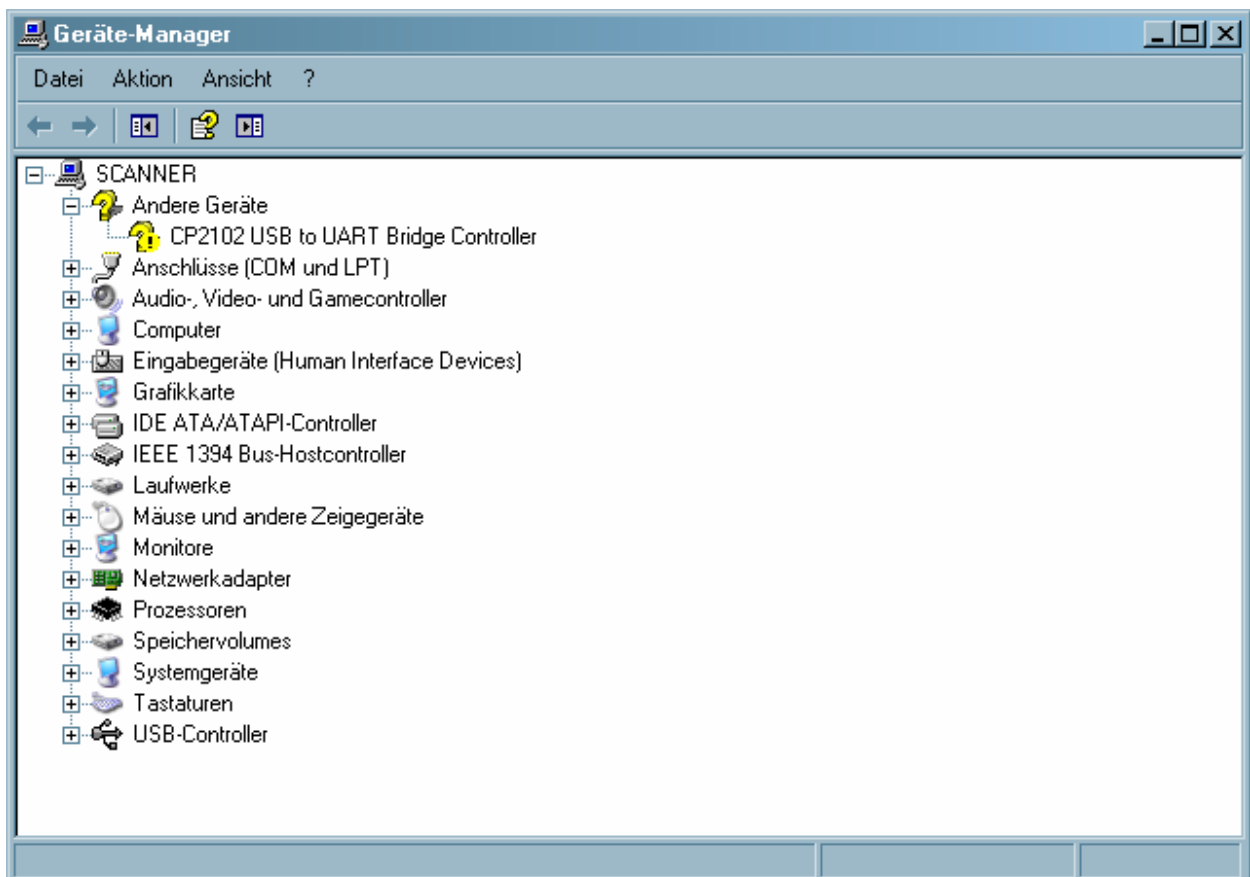 Geräte-Manager
Datei Aktion Ansicht ?
SCANNER
Andere Geräte
CP2102 USB to UART Bridge Controller
Anschlüsse (COM und LPT)
Audio-, Video- und Gamecontroller
Computer
Eingabegeräte (Human Interface Devices)
Grafikkarte
IDE ATA/ATAPI-Controller
IEEE 1394 Bus-Hostcontroller
Laufwerke
Mäuse und andere Zeigegeräte
Monitore
Netzwerkadapter
Prozessoren
Speichervolumes
Systemgeräte
Tastaturen
USB-Controller